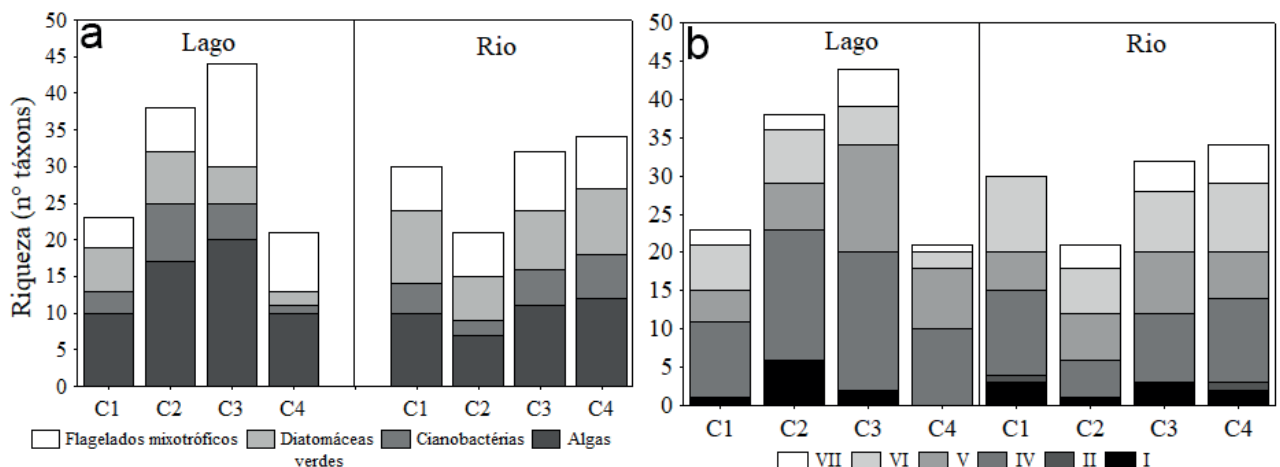 a
Lago
Rio
Riqueza (n° táxons)
50
45
40
35
30
25
20
15
10
5
0
C1 C2 C3 C4 C1 C2 C3 C4
Flagelados mixotróficos Diatomáceas Cianobactérias Algas
verdes
b
Lago
Rio
50
45
40
35
30
25
20
15
10
5
0
C1 C2 C3 C4 C1 C2 C3 C4
VII VI V IV II I